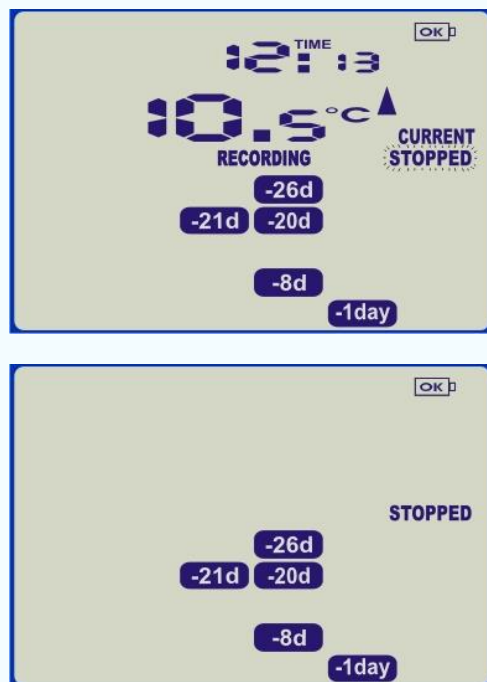 OK
TIME
12:13
10.5°C
CURRENT
RECORDING STOPPED
-26d
-21d -20d
-8d
-1day
OK
STOPPED
-26d
-21d -20d
-8d
-1day